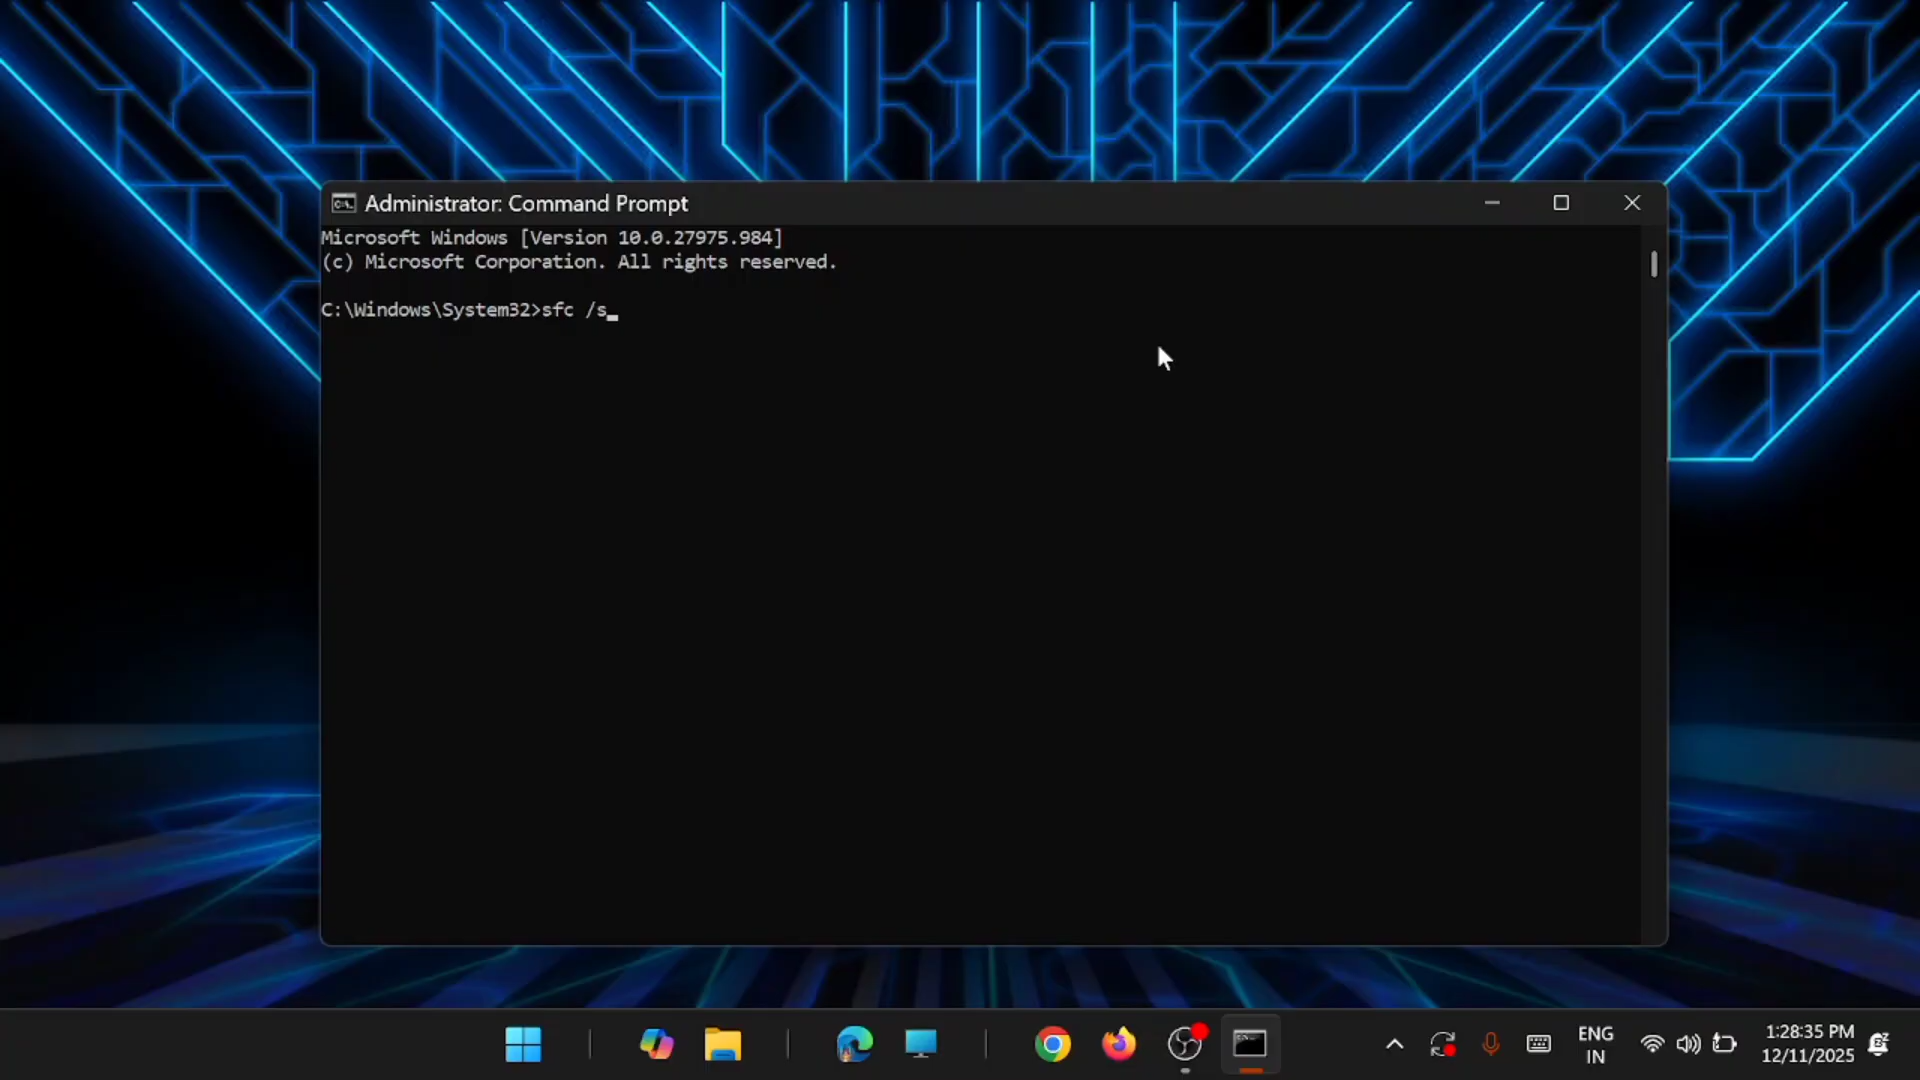 Administrator: Command Prompt
Microsoft Windows [Version 10.0.27975.984]
(c) Microsoft Corporation. All rights reserved.
C:\Windows\System32>sfc /s_
ENG
IN
1:28:35 PM
12/11/2025